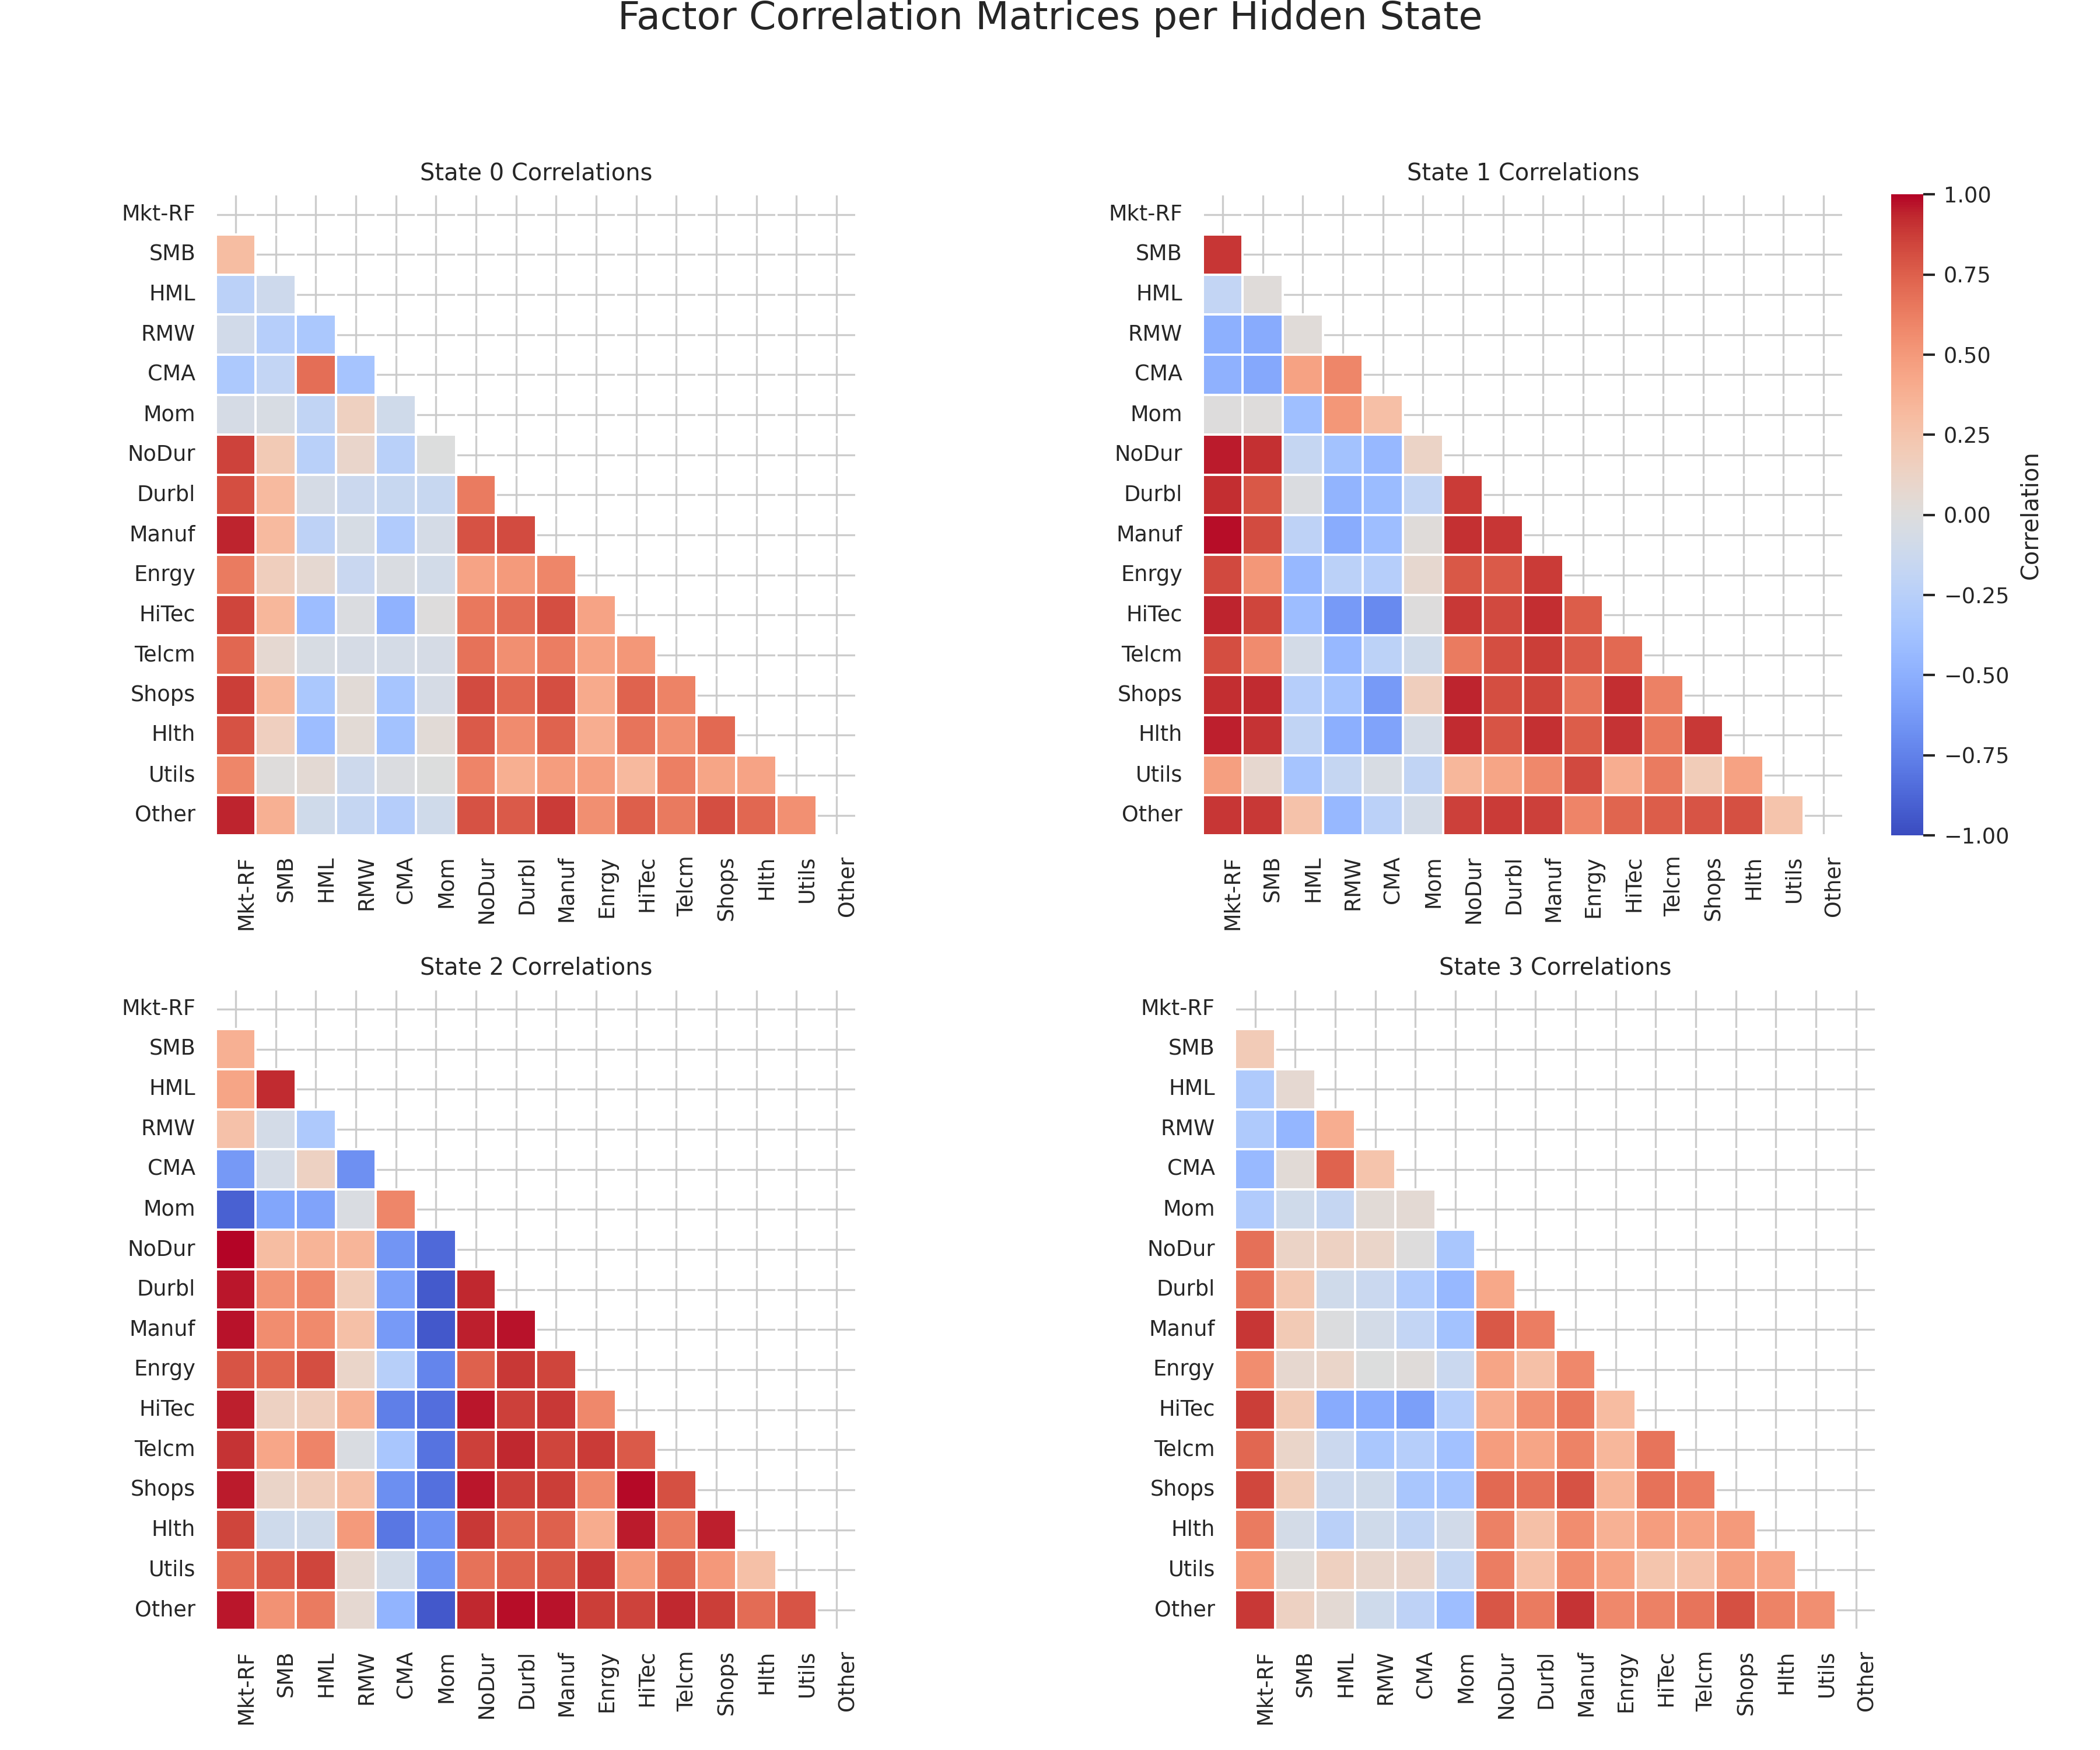 Factor Correlation Matrices per Hidden State
State 0 Correlations
Mkt-RF
SMB
HML
RMW
CMA
Mom
NoDur
Durbl
Manuf
Enrgy
HiTec
Telcm
Shops
Hlth
Utils
Other
Mkt-RF SMB HML RMW CMA Mom NoDur Durbl Manuf Enrgy HiTec Telcm Shops Hlth Utils Other
State 1 Correlations
Mkt-RF
SMB
HML
RMW
CMA
Mom
NoDur
Durbl
Manuf
Enrgy
HiTec
Telcm
Shops
Hlth
Utils
Other
Mkt-RF SMB HML RMW CMA Mom NoDur Durbl Manuf Enrgy HiTec Telcm Shops Hlth Utils Other
1.00
0.75
0.50
0.25
0.00
−0.25
−0.50
−0.75
−1.00
Correlation
State 2 Correlations
Mkt-RF
SMB
HML
RMW
CMA
Mom
NoDur
Durbl
Manuf
Enrgy
HiTec
Telcm
Shops
Hlth
Utils
Other
Mkt-RF SMB HML RMW CMA Mom NoDur Durbl Manuf Enrgy HiTec Telcm Shops Hlth Utils Other
State 3 Correlations
Mkt-RF
SMB
HML
RMW
CMA
Mom
NoDur
Durbl
Manuf
Enrgy
HiTec
Telcm
Shops
Hlth
Utils
Other
Mkt-RF SMB HML RMW CMA Mom NoDur Durbl Manuf Enrgy HiTec Telcm Shops Hlth Utils Other